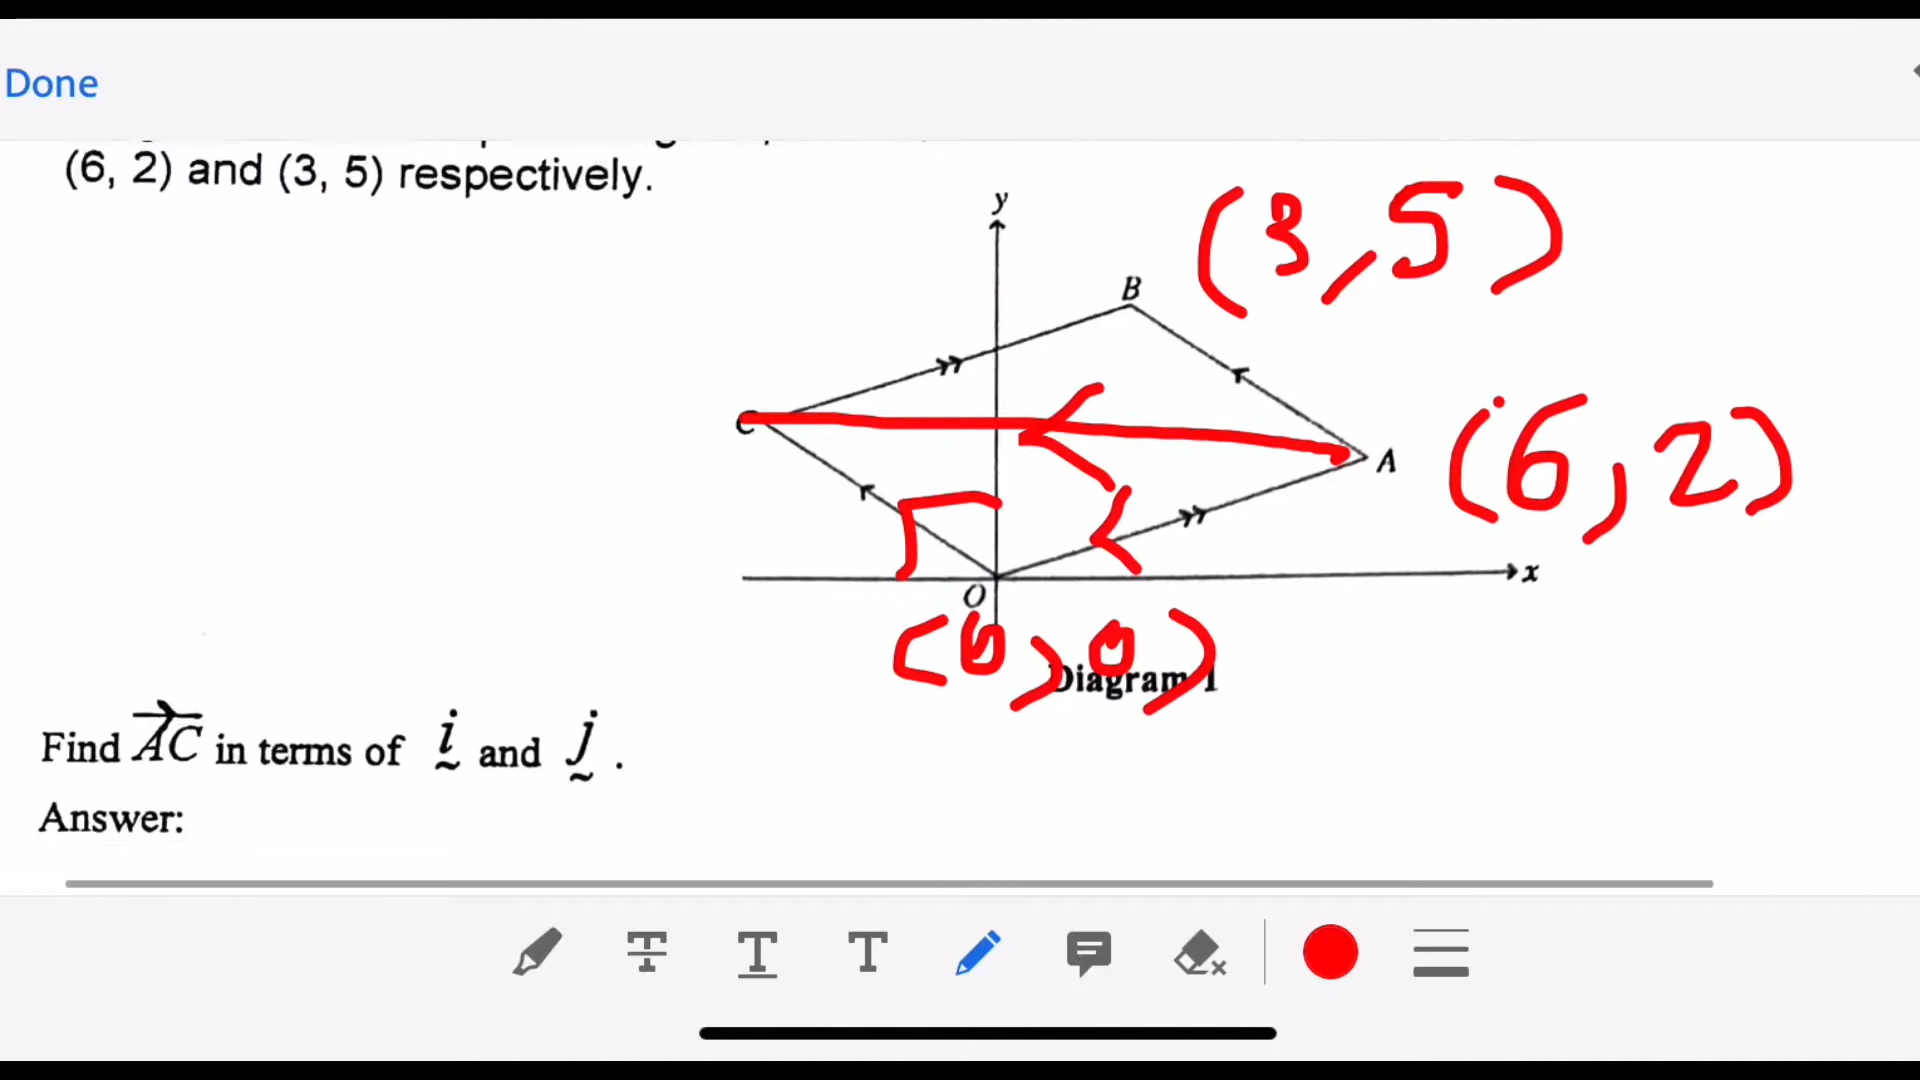 Done
(6, 2) and (3, 5) respectively.
y
(3,5)
B
C
A
(6,2)
x
O
(0,0)
Diagram 1
Find AC in terms of i and j .
~ ~
Answer:
T T T